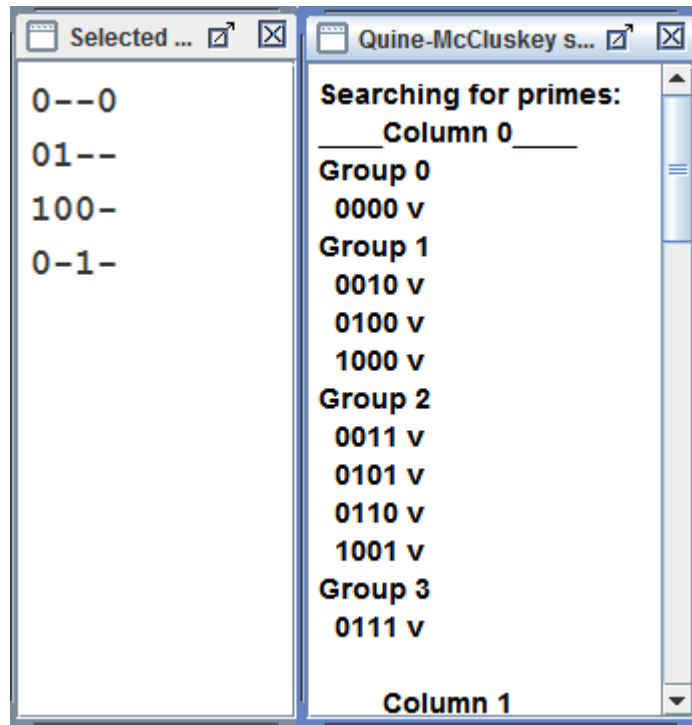 Selected ...
0--0
01--
100-
0-1-
Quine-McCluskey s...
Searching for primes:
____Column 0____
Group 0
0000 v
Group 1
0010 v
0100 v
1000 v
Group 2
0011 v
0101 v
0110 v
1001 v
Group 3
0111 v
Column 1